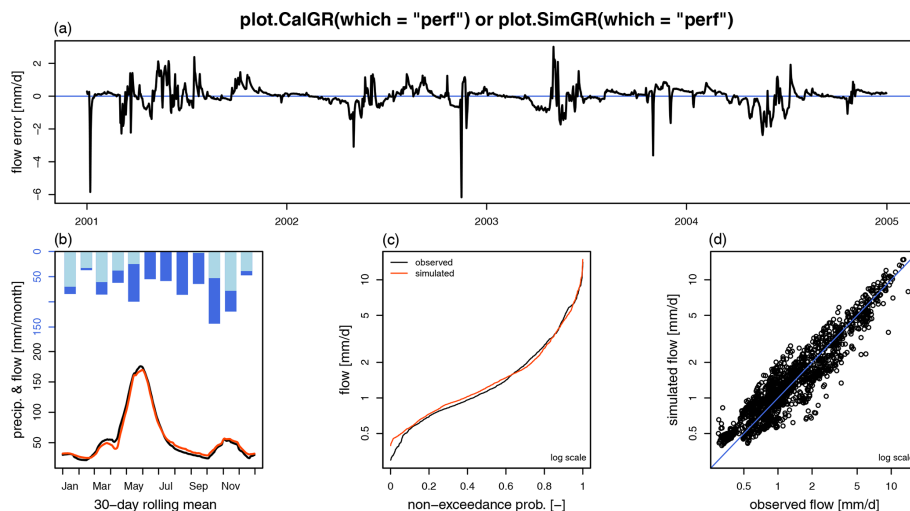 plot.CalGR(which = "perf") or plot.SimGR(which = "perf")
(a)
flow error [mm/d]
2
0
−2
−4
−6
2001
2002
2003
2004
2005
(b)
precip. & flow [mm/month]
0
50
150
200
150
100
50
Jan
Mar
May
Jul
Sep
Nov
30−day rolling mean
(c)
observed
simulated
flow [mm/d]
10
5
2
1
0.5
log scale
0
0.2
0.4
0.6
0.8
1
non−exceedance prob. [−]
(d)
simulated flow [mm/d]
10
5
2
1
0.5
log scale
0.5
1
2
5
10
observed flow [mm/d]